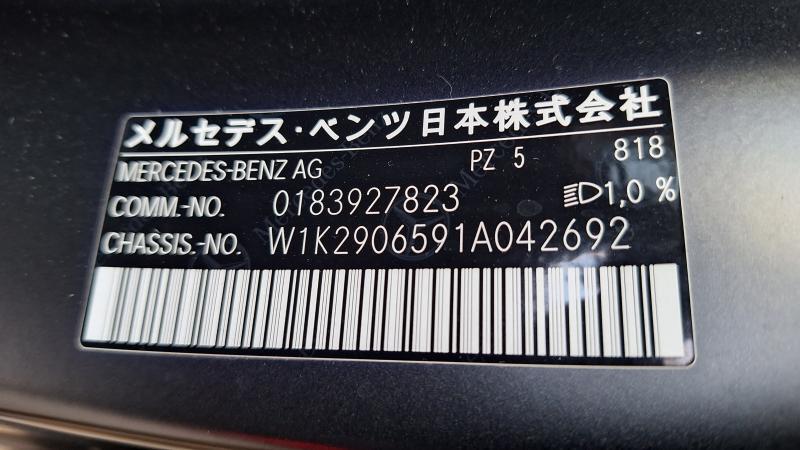 メルセデス・ベンツ日本株式会社
MERCEDES-BENZ AG PZ 5 818
COMM.-NO. 0183927823 1,0 %
CHASSIS.-NO. W1K2906591A042692